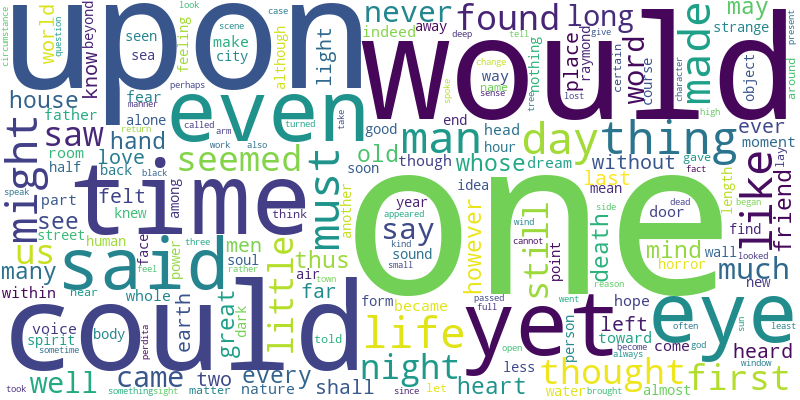 circumstance
question
world
look
scene
beyond
know
feeling
seen
sea
make
city
case
deep
although
light
upon
tell
give
indeed
away
never
found
would
long
place
raymond
word
certain
course
made
may
strange
around
object
present
way
name
nothing
change
sense
spoke
character
tree
lost
high
house
perhaps
manner
fear
father
alone
called
arm
turned
take
even
end
good
head
man
day
thing
ever
moment
saw
hand
return
work
also
room
love
seemed
must
old
though
hour
whose
dream
without
gave
fact
like
friend
lay
might
half
back
black
soon
speak
part
knew
felt
among
time
think
another
year
idea
last
mean
door
dead
side
length
began
find
see
street
men
appeared
say
one
wind
cannot
mind
wall
looked
us
human
face
three
power
little
thus
kind
sound
small
however
still
point
death
horror
much
many
said
soul
feel
rather
air
town
new
within
hear
whole
earth
great
dark
far
form
became
passed
full
went
reason
hope
yet
eye
could
voice
body
spirit
sometime
perdita
told
life
left
person
toward
often
god
sun
least
come
become
always
heard
window
well
came
two
every
night
open
less
thought
first
took
something
sight
matter
nature
shall
since
let
heart
water
brought
almost